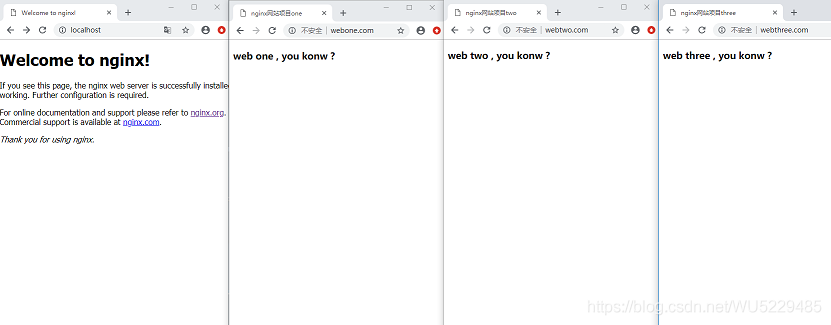 Welcome to nginx!
localhost
Welcome to nginx!
If you see this page, the nginx web server is successfully installe
working. Further configuration is required.
For online documentation and support please refer to nginx.org.
Commercial support is available at nginx.com.
Thank you for using nginx.
nginx网站项目one
不安全 webone.com
web one , you konw ?
nginx网站项目two
不安全 webtwo.com
web two , you konw ?
nginx网站项目three
不安全 webthree.com
web three , you konw ?
https://blog.csdn.net/WU5229485